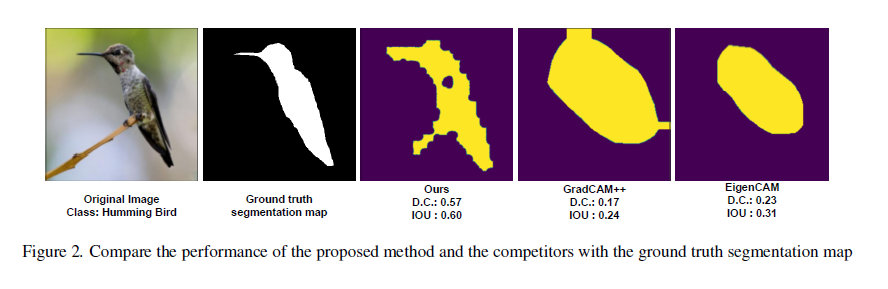 Original Image
Class: Humming Bird
Ground truth
segmentation map
Ours
D.C.: 0.57
IOU : 0.60
GradCAM++
D.C.: 0.17
IOU : 0.24
EigenCAM
D.C.: 0.23
IOU : 0.31
Figure 2. Compare the performance of the proposed method and the competitors with the ground truth segmentation map